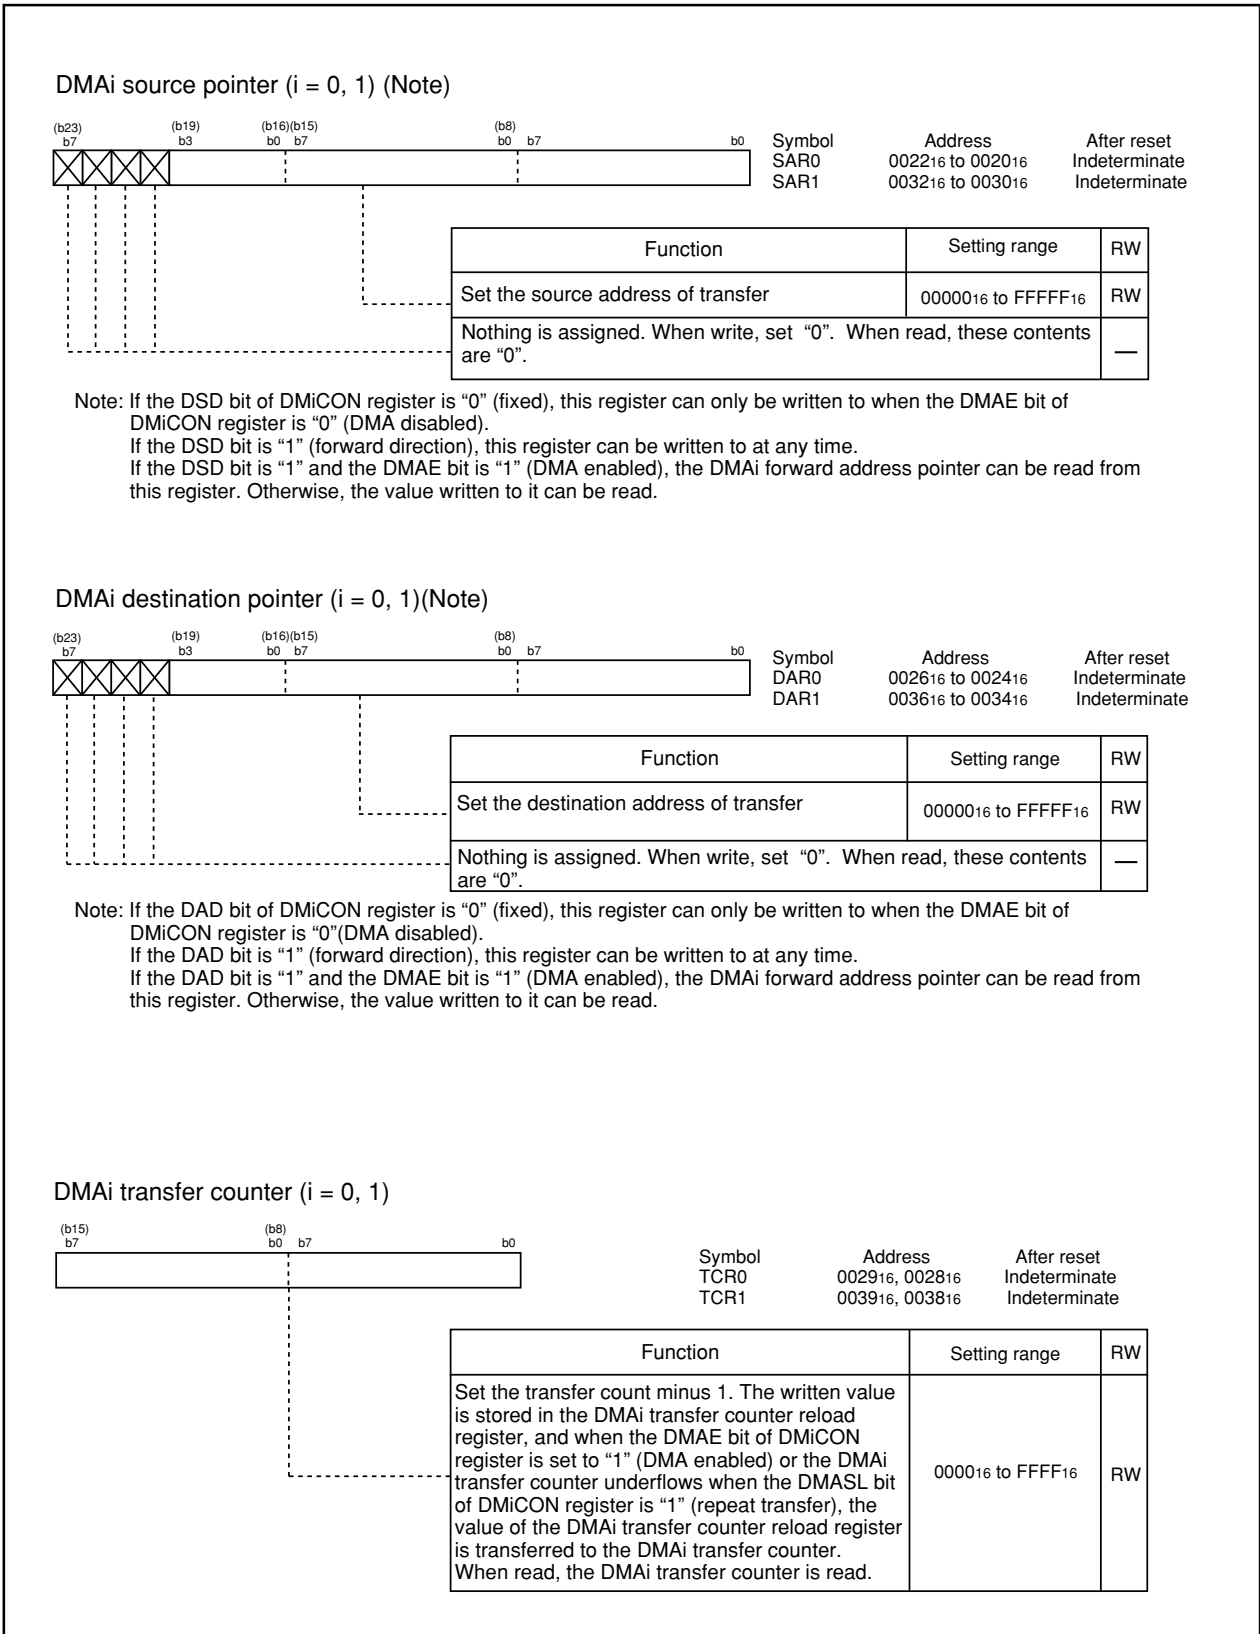 DMAi source pointer (i = 0, 1) (Note)
(b23) (b19) (b16)(b15) (b8)
b7 b3 b0 b7 b0 b7 b0
Symbol Address After reset
SAR0 002216 to 002016 Indeterminate
SAR1 003216 to 003016 Indeterminate
Function Setting range RW
Set the source address of transfer 0000016 to FFFFF16 RW
Nothing is assigned. When write, set “0”. When read, these contents
are “0”. —
Note: If the DSD bit of DMiCON register is “0” (fixed), this register can only be written to when the DMAE bit of
DMiCON register is “0” (DMA disabled).
If the DSD bit is “1” (forward direction), this register can be written to at any time.
If the DSD bit is “1” and the DMAE bit is “1” (DMA enabled), the DMAi forward address pointer can be read from
this register. Otherwise, the value written to it can be read.
DMAi destination pointer (i = 0, 1)(Note)
(b23) (b19) (b16)(b15) (b8)
b7 b3 b0 b7 b0 b7 b0
Symbol Address After reset
DAR0 002616 to 002416 Indeterminate
DAR1 003616 to 003416 Indeterminate
Function Setting range RW
Set the destination address of transfer 0000016 to FFFFF16 RW
Nothing is assigned. When write, set “0”. When read, these contents
are “0”. —
Note: If the DAD bit of DMiCON register is “0” (fixed), this register can only be written to when the DMAE bit of
DMiCON register is “0”(DMA disabled).
If the DAD bit is “1” (forward direction), this register can be written to at any time.
If the DAD bit is “1” and the DMAE bit is “1” (DMA enabled), the DMAi forward address pointer can be read from
this register. Otherwise, the value written to it can be read.
DMAi transfer counter (i = 0, 1)
(b15) (b8)
b7 b0 b7 b0
Symbol Address After reset
TCR0 002916, 002816 Indeterminate
TCR1 003916, 003816 Indeterminate
Function Setting range RW
Set the transfer count minus 1. The written value
is stored in the DMAi transfer counter reload
register, and when the DMAE bit of DMiCON
register is set to “1” (DMA enabled) or the DMAi
transfer counter underflows when the DMASL bit
of DMiCON register is “1” (repeat transfer), the
value of the DMAi transfer counter reload register
is transferred to the DMAi transfer counter.
When read, the DMAi transfer counter is read.
000016 to FFFF16 RW